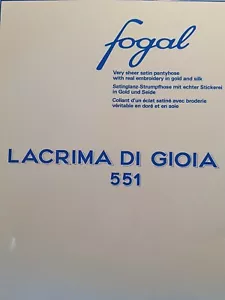 fogal
Very sheer satin pantyhose
with real embroidery in gold and silk
Satinglanz-Strumpfhose mit echter Stickerei
in Gold und Seide
Collant d'un éclat satiné avec broderie
véritable en doré et en soie
LACRIMA DI GIOIA
551